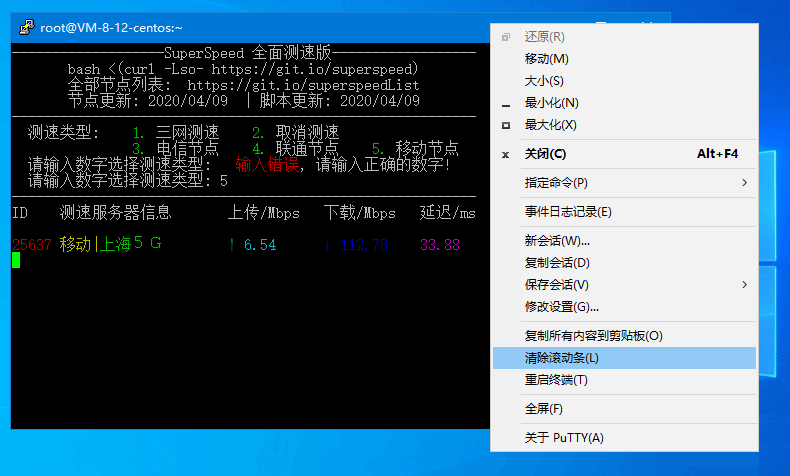 root@VM-8-12-centos:~
SuperSpeed 全面测速版
bash <(curl -Lso- https://git.io/superspeed)
全部节点列表: https://git.io/superspeedList
节点更新: 2020/04/09 | 脚本更新: 2020/04/09
测速类型: 1. 三网测速 2. 取消测速
3. 电信节点 4. 联通节点 5. 移动节点
请输入数字选择测速类型: 输入错误, 请输入正确的数字!
请输入数字选择测速类型: 5
ID 测速服务器信息 上传/Mbps 下载/Mbps 延迟/ms
25637 移动|上海５Ｇ ↑ 6.54 ↓ 112.73 33.83
还原(R)
移动(M)
大小(S)
最小化(N)
最大化(X)
关闭(C) Alt+F4
指定命令(P)
事件日志记录(E)
新会话(W)...
复制会话(D)
保存会话(V)
修改设置(G)...
复制所有内容到剪贴板(O)
清除滚动条(L)
重启终端(T)
全屏(F)
关于 PuTTY(A)